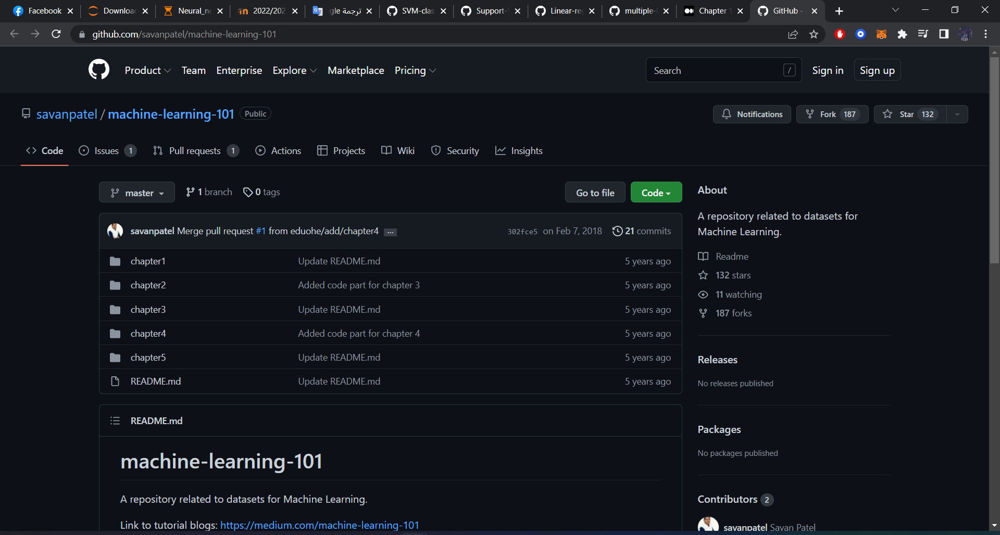 Facebook
Downloa
Neural_ne
2022/202
ترجمة gle
SVM-clas
Support-
Linear-re
multiple-
Chapter
GitHub -
github.com/savanpatel/machine-learning-101
Product
Team
Enterprise
Explore
Marketplace
Pricing
Search /
Sign in
Sign up
savanpatel / machine-learning-101 Public
Notifications
Fork 187
Star 132
Code
Issues 1
Pull requests 1
Actions
Projects
Wiki
Security
Insights
master
1 branch
0 tags
Go to file
Code
savanpatel Merge pull request #1 from eduohe/add/chapter4 ...
302fce5 on Feb 7, 2018 21 commits
chapter1 Update README.md 5 years ago
chapter2 Added code part for chapter 3 5 years ago
chapter3 Update README.md 5 years ago
chapter4 Added code part for chapter 4 5 years ago
chapter5 Update README.md 5 years ago
README.md Update README.md 5 years ago
README.md
machine-learning-101
A repository related to datasets for Machine Learning.
Link to tutorial blogs: https://medium.com/machine-learning-101
About
A repository related to datasets for
Machine Learning.
Readme
132 stars
11 watching
187 forks
Releases
No releases published
Packages
No packages published
Contributors 2
savanpatel Savan Patel